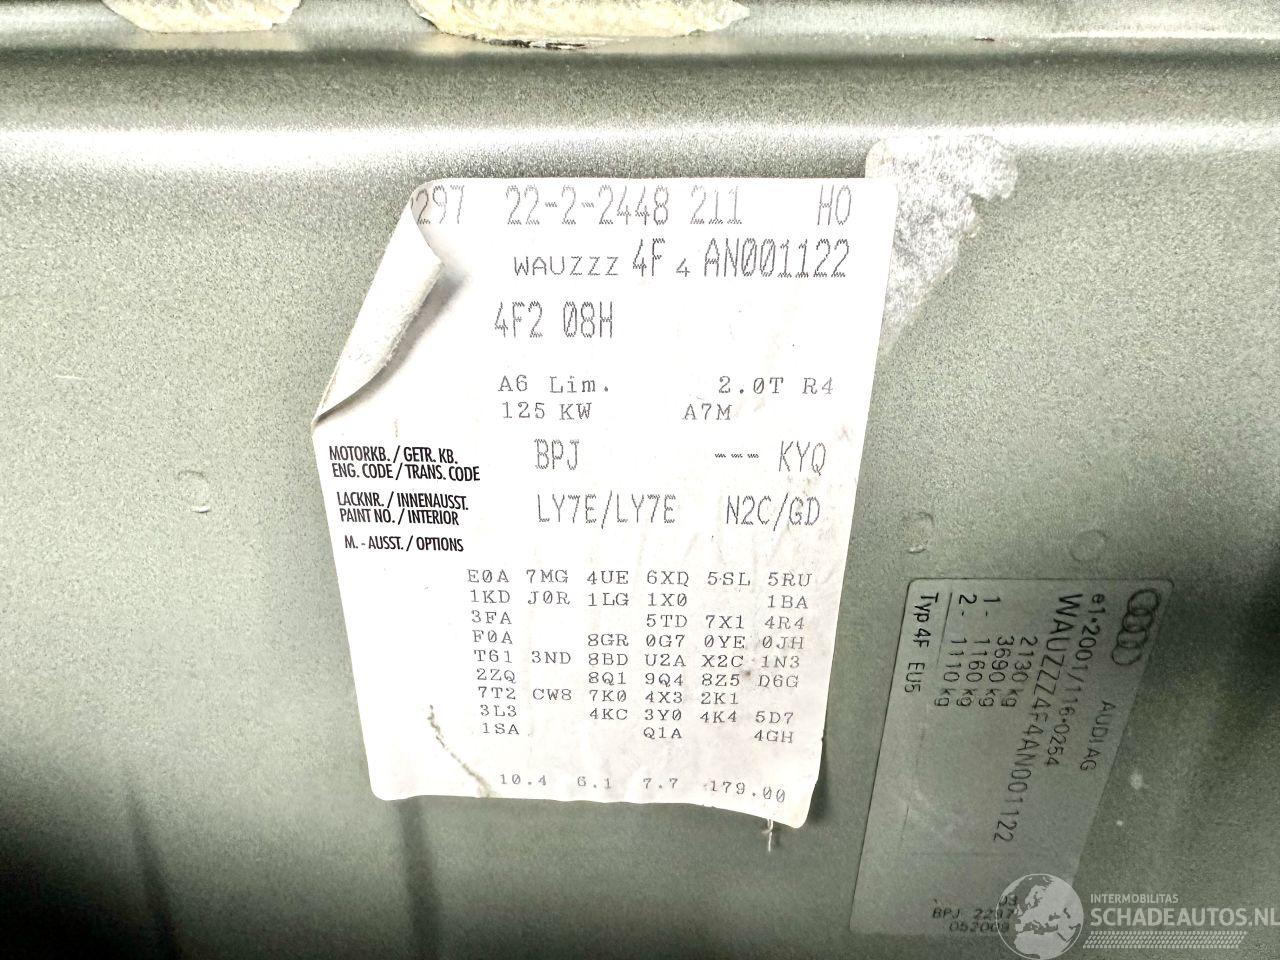 297 22-2-2448 211 H0
WAUZZZ 4F 4 AN001122
4F2 08H
A6 Lim. 2.0T R4
125 KW A7M
MOTORKB. / GETR. KB.
ENG. CODE / TRANS. CODE
BPJ --- KYQ
LACKNR. / INNENAUSST.
PAINT NO. / INTERIOR
LY7E/LY7E N2C/GD
M. - AUSST. / OPTIONS
E0A 7MG 4UE 6XD 5SL 5RU
1KD J0R 1LG 1X0 1BA
3FA 5TD 7X1 4R4
F0A 8GR 0G7 0YE 0JH
T61 3ND 8BD U2A X2C 1N3
2ZQ 8Q1 9Q4 8Z5 D6G
7T2 CW8 7K0 4X3 2K1
3L3 4KC 3Y0 4K4 5D7
1SA Q1A 4GH
10.4 6.1 7.7 179.00
AUDI AG
e1*2001/116*0254
WAUZZZ4F4AN001122
2130 kg
3690 kg
1- 1160 kg
2- 1110 kg
Typ 4F EU5
BPJ 2297
052009
INTERMOBILITAS
SCHADEAUTOS.NL